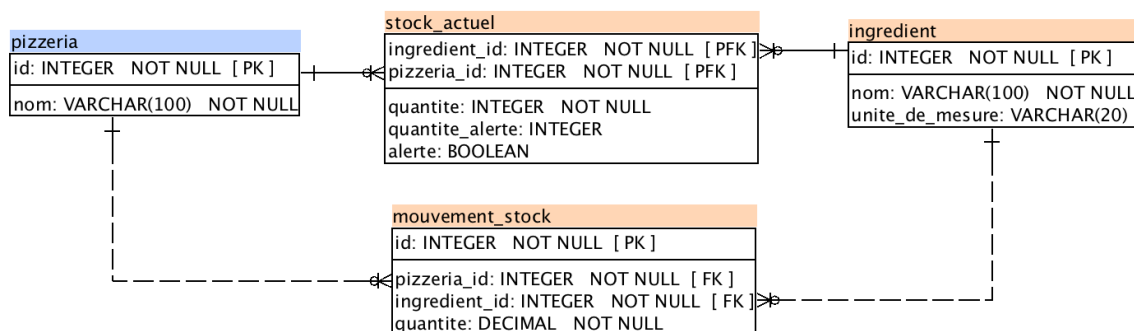 pizzeria
id: INTEGER NOT NULL [ PK ]
nom: VARCHAR(100) NOT NULL
stock_actuel
ingredient_id: INTEGER NOT NULL [ PFK ]
pizzeria_id: INTEGER NOT NULL [ PFK ]
quantite: INTEGER NOT NULL
quantite_alerte: INTEGER
alerte: BOOLEAN
ingredient
id: INTEGER NOT NULL [ PK ]
nom: VARCHAR(100) NOT NULL
unite_de_mesure: VARCHAR(20)
mouvement_stock
id: INTEGER NOT NULL [ PK ]
pizzeria_id: INTEGER NOT NULL [ FK ]
ingredient_id: INTEGER NOT NULL [ FK ]
quantite: DECIMAL NOT NULL